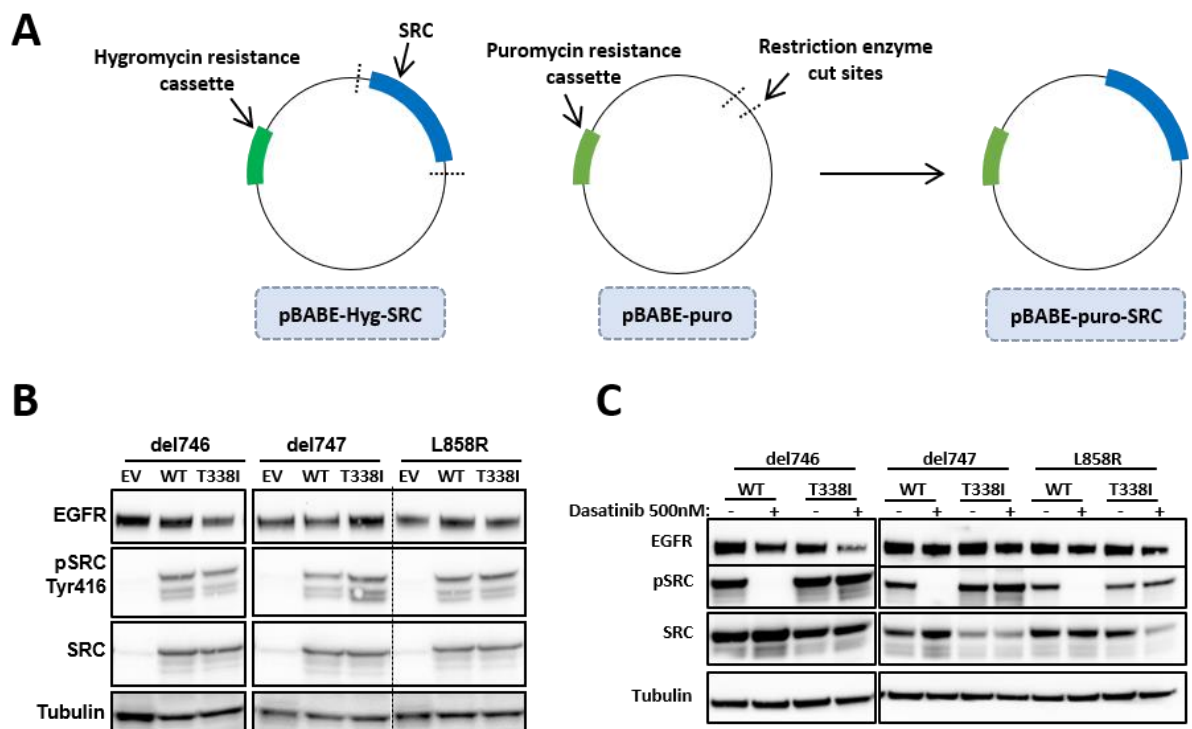 A
Hygromycin resistance
cassette
SRC
Puromycin resistance
cassette
Restriction enzyme
cut sites
pBABE-Hyg-SRC
pBABE-puro
pBABE-puro-SRC
B
del746 del747 L858R
EV WT T338I EV WT T338I EV WT T338I
EGFR
pSRC
Tyr416
SRC
Tubulin
C
del746 del747 L858R
WT T338I WT T338I WT T338I
Dasatinib 500nM: - + - + - + - + - + - +
EGFR
pSRC
SRC
Tubulin